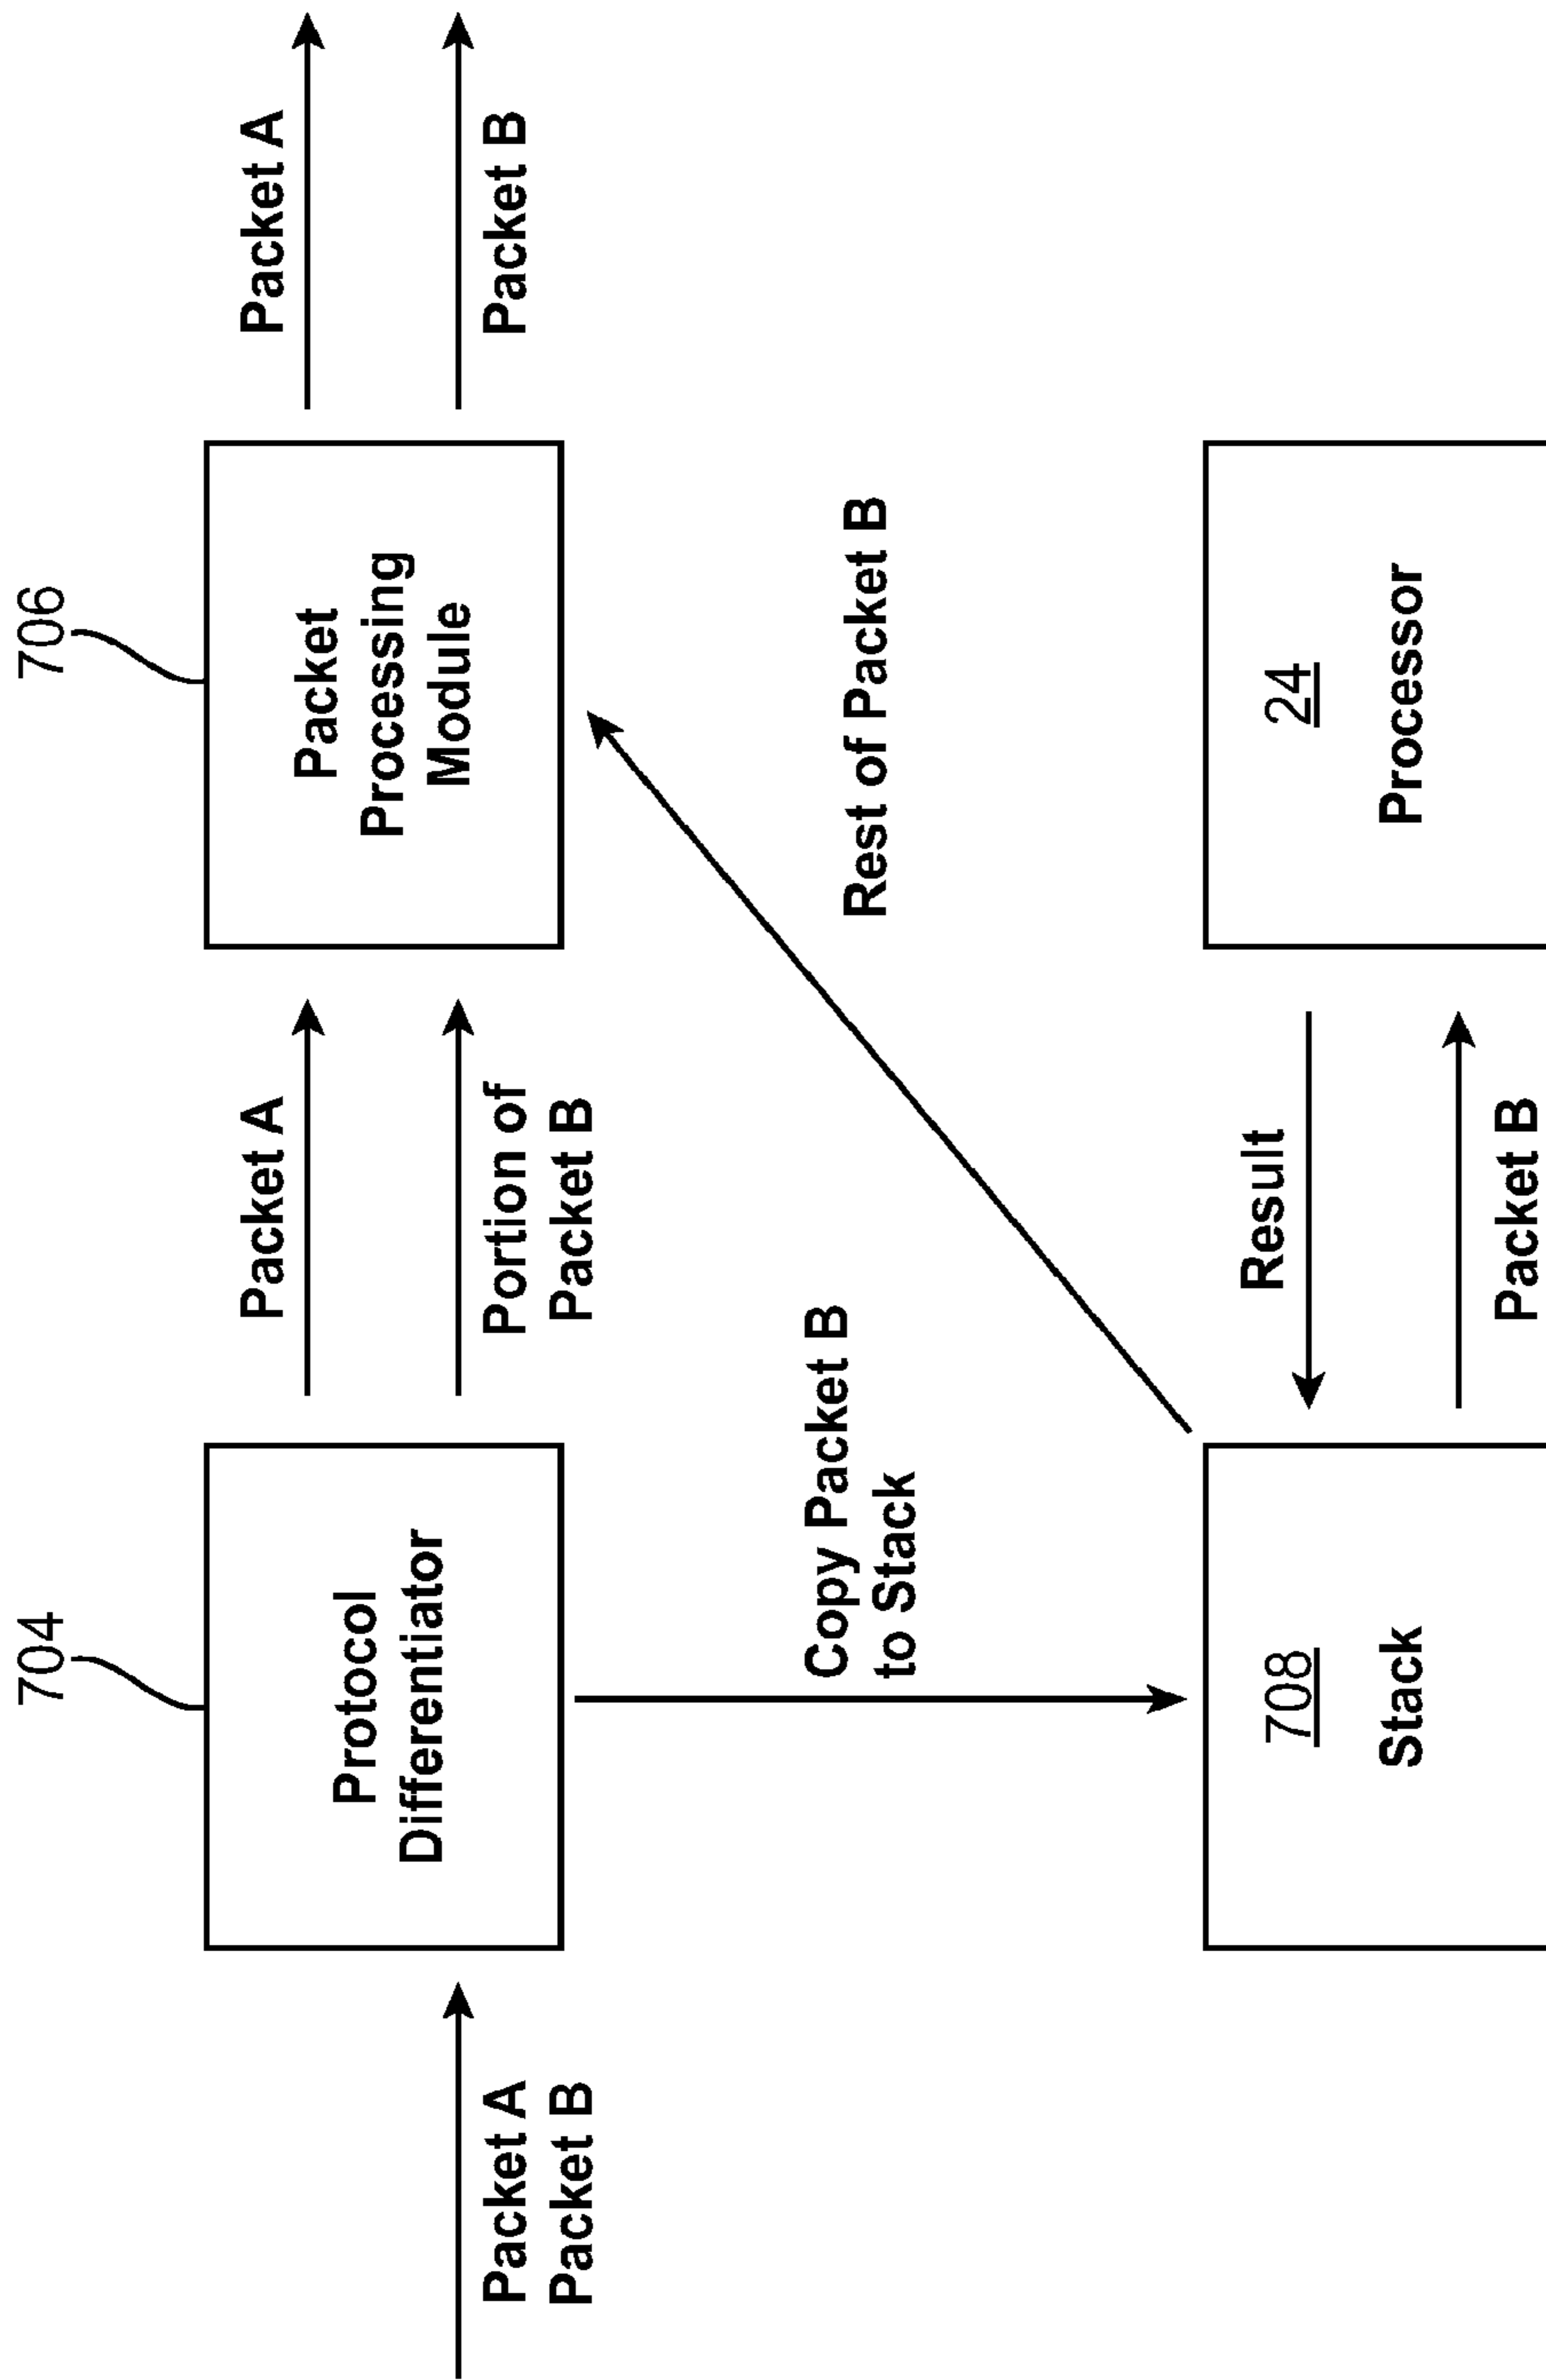 704
706
Packet A
Packet A
Protocol
Differentiator
Packet
Processing
Module
Packet A
Packet B
Portion of
Packet B
Packet B
Copy Packet B
to Stack
Rest of Packet B
708
Stack
Result
24
Processor
Packet B